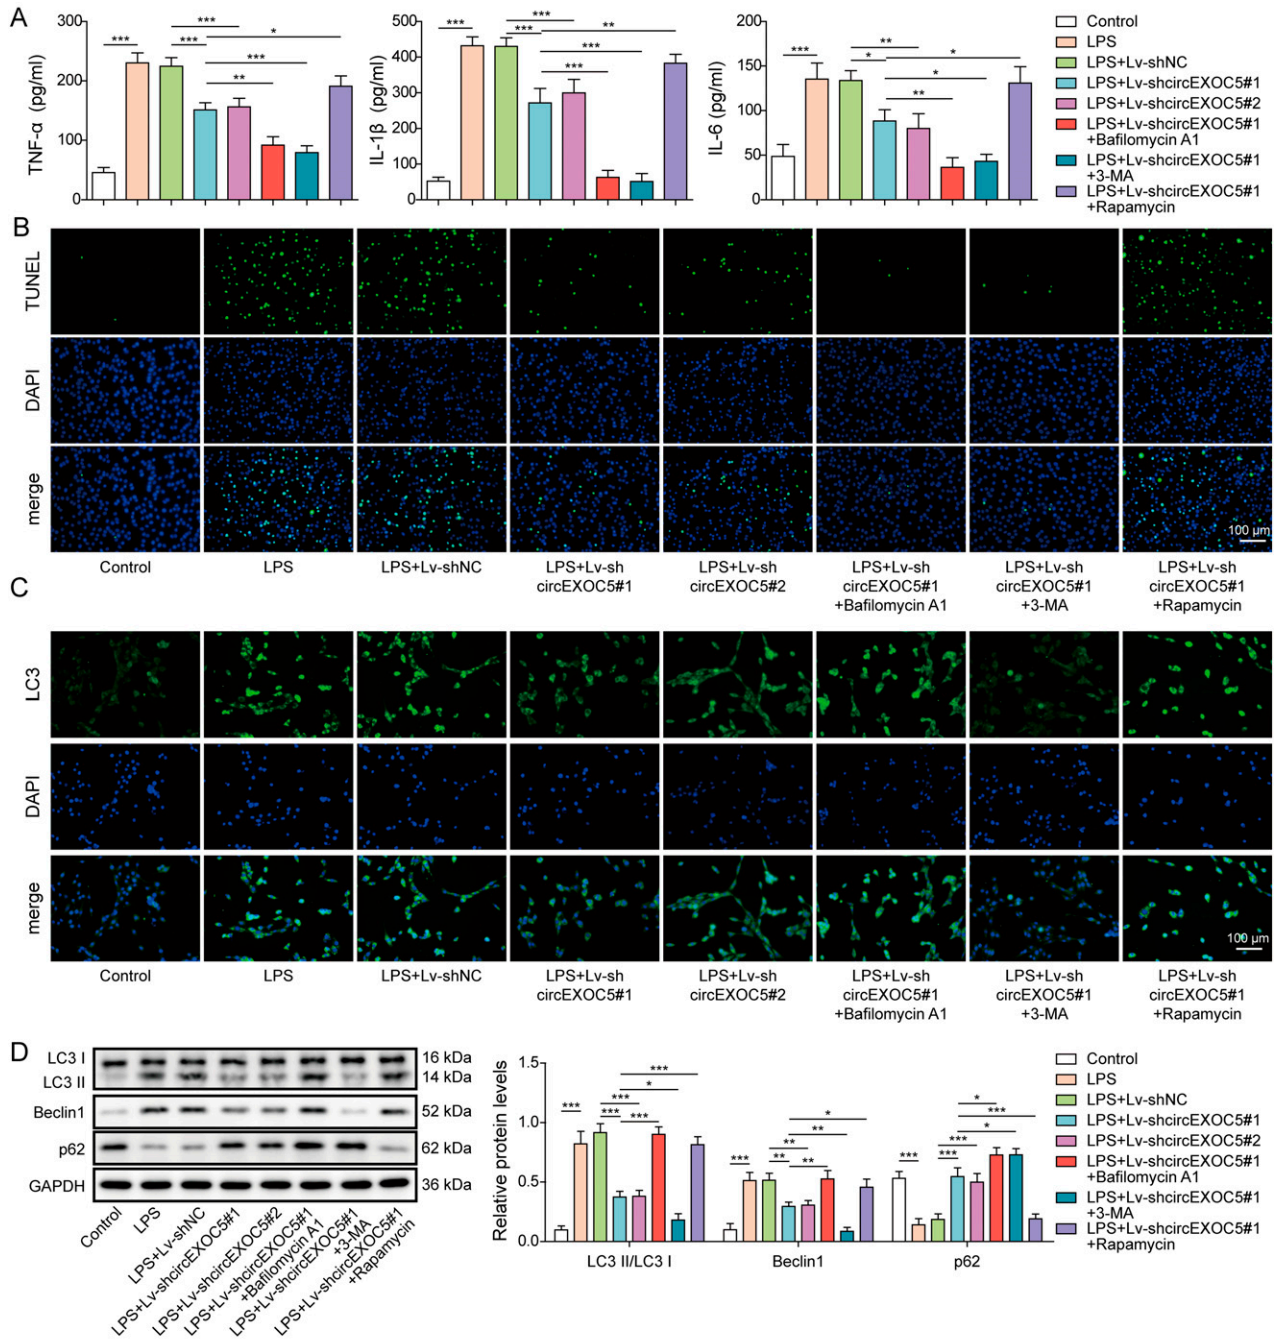 A
TNF-α (pg/ml)
300
200
100
0
***
***
***
*
***
**
IL-1β (pg/ml)
500
400
300
200
100
0
***
***
***
**
***
***
IL-6 (pg/ml)
200
150
100
50
0
***
**
*
*
*
**
Control
LPS
LPS+Lv-shNC
LPS+Lv-shcircEXOC5#1
LPS+Lv-shcircEXOC5#2
LPS+Lv-shcircEXOC5#1
+Bafilomycin A1
LPS+Lv-shcircEXOC5#1
+3-MA
LPS+Lv-shcircEXOC5#1
+Rapamycin
B
TUNEL
DAPI
merge
100 µm
Control
LPS
LPS+Lv-shNC
LPS+Lv-sh
circEXOC5#1
LPS+Lv-sh
circEXOC5#2
LPS+Lv-sh
circEXOC5#1
+Bafilomycin A1
LPS+Lv-sh
circEXOC5#1
+3-MA
LPS+Lv-sh
circEXOC5#1
+Rapamycin
C
LC3
DAPI
merge
100 µm
Control
LPS
LPS+Lv-shNC
LPS+Lv-sh
circEXOC5#1
LPS+Lv-sh
circEXOC5#2
LPS+Lv-sh
circEXOC5#1
+Bafilomycin A1
LPS+Lv-sh
circEXOC5#1
+3-MA
LPS+Lv-sh
circEXOC5#1
+Rapamycin
D
LC3 I
16 kDa
LC3 II
14 kDa
Beclin1
52 kDa
p62
62 kDa
GAPDH
36 kDa
Control
LPS
LPS+Lv-shNC
LPS+Lv-shcircEXOC5#1
LPS+Lv-shcircEXOC5#2
LPS+Lv-shcircEXOC5#1
+Bafilomycin A1
LPS+Lv-shcircEXOC5#1
+3-MA
LPS+Lv-shcircEXOC5#1
+Rapamycin
Relative protein levels
1.5
1.0
0.5
0.0
***
***
*
***
***
***
***
*
**
**
**
**
***
*
***
*
***
***
LC3 II/LC3 I
Beclin1
p62
Control
LPS
LPS+Lv-shNC
LPS+Lv-shcircEXOC5#1
LPS+Lv-shcircEXOC5#2
LPS+Lv-shcircEXOC5#1
+Bafilomycin A1
LPS+Lv-shcircEXOC5#1
+3-MA
LPS+Lv-shcircEXOC5#1
+Rapamycin